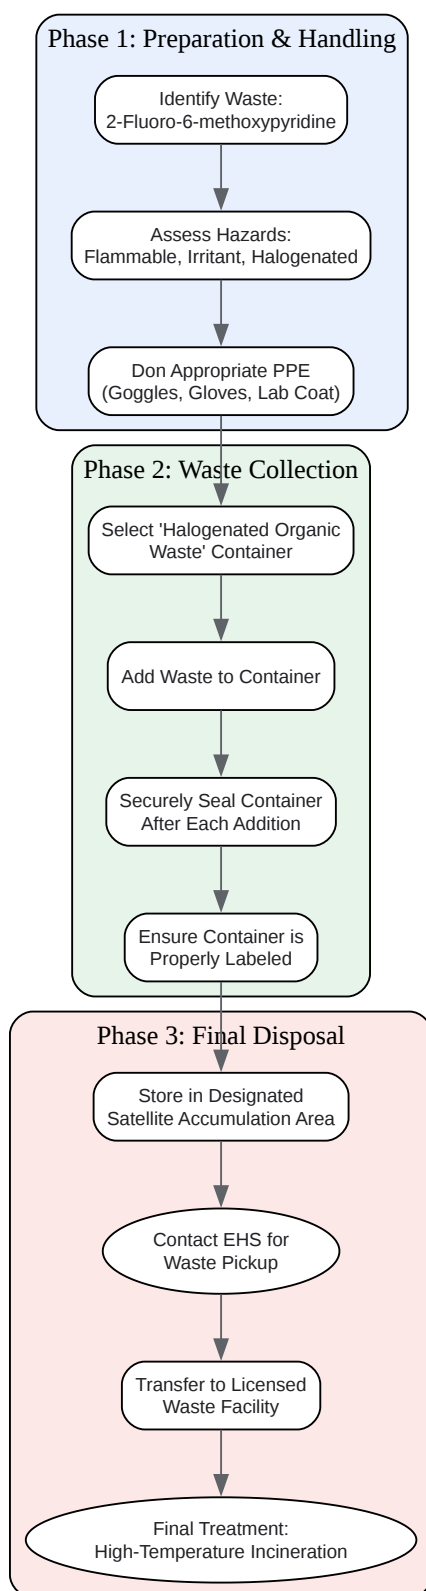 Phase 1: Preparation & Handling
Identify Waste:
2-Fluoro-6-methoxypyridine
Assess Hazards:
Flammable, Irritant, Halogenated
Don Appropriate PPE
(Goggles, Gloves, Lab Coat)
Phase 2: Waste Collection
Select 'Halogenated Organic
Waste' Container
Add Waste to Container
Securely Seal Container
After Each Addition
Ensure Container is
Properly Labeled
Phase 3: Final Disposal
Store in Designated
Satellite Accumulation Area
Contact EHS for
Waste Pickup
Transfer to Licensed
Waste Facility
Final Treatment:
High-Temperature Incineration